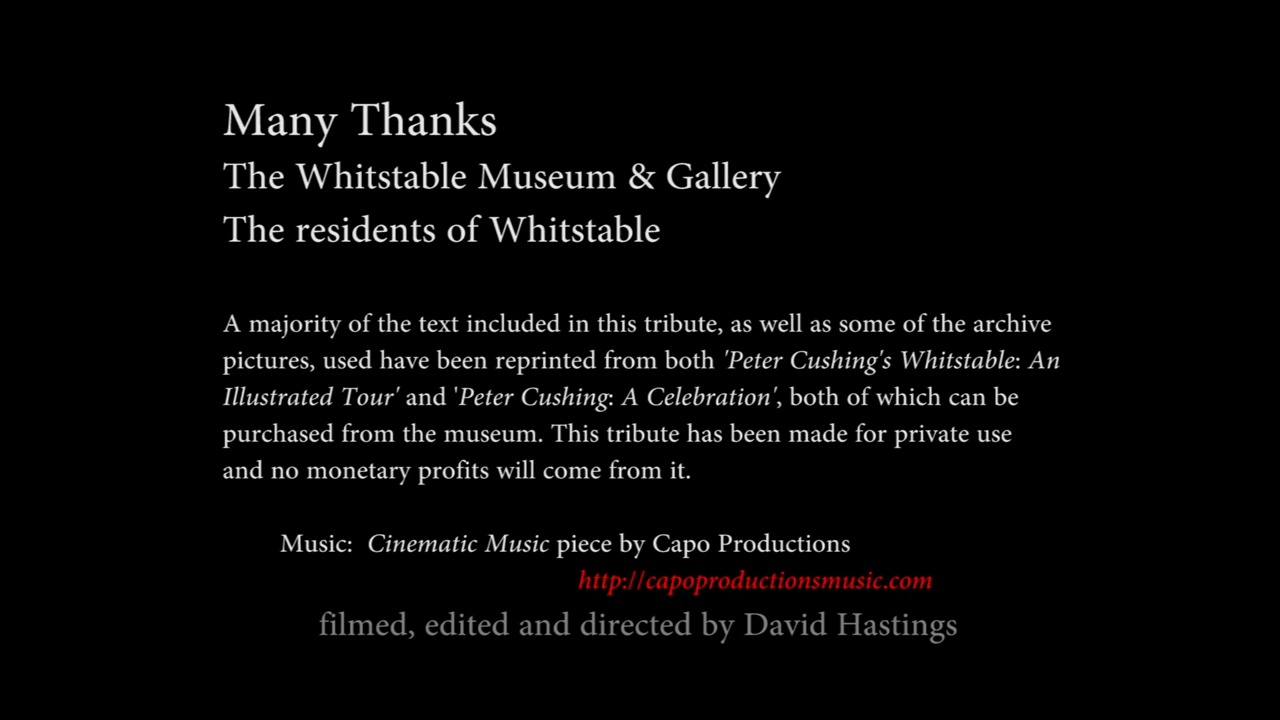 Many Thanks
The Whitstable Museum & Gallery
The residents of Whitstable
A majority of the text included in this tribute, as well as some of the archive
pictures, used have been reprinted from both 'Peter Cushing's Whitstable: An
Illustrated Tour' and 'Peter Cushing: A Celebration', both of which can be
purchased from the museum. This tribute has been made for private use
and no monetary profits will come from it.
Music: Cinematic Music piece by Capo Productions
http://capoproductionsmusic.com
filmed, edited and directed by David Hastings